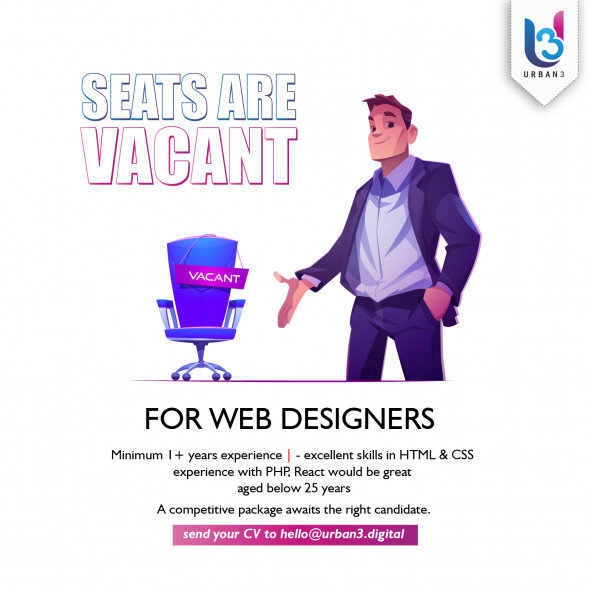 URBAN3
SEATS ARE
VACANT
VACANT
FOR WEB DESIGNERS
Minimum 1+ years experience | - excellent skills in HTML & CSS
experience with PHP, React would be great
aged below 25 years
A competitive package awaits the right candidate.
send your CV to hello@urban3.digital